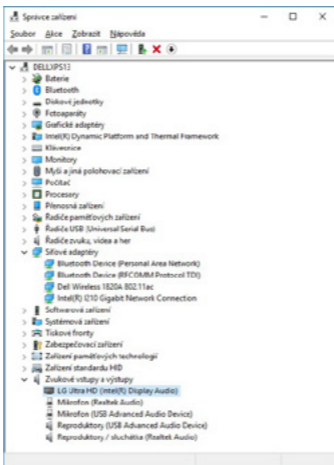 Správce zařízení
Soubor Akce Zobrazit Nápověda
DELLXPS13
Baterie
Bluetooth
Diskové jednotky
Fotoaparáty
Grafické adaptéry
Intel(R) Dynamic Platform and Thermal Framework
Klávesnice
Monitory
Myši a jiná polohovací zařízení
Počítač
Procesory
Přenosná zařízení
Řadiče paměťových zařízení
Řadiče USB (Universal Serial Bus)
Řadiče zvuku, videa a her
Síťové adaptéry
Bluetooth Device (Personal Area Network)
Bluetooth Device (RFCOMM Protocol TDI)
Dell Wireless 1820A 802.11ac
Intel(R) I210 Gigabit Network Connection
Softwarová zařízení
Systémová zařízení
Tiskové fronty
Zabezpečovací zařízení
Zařízení paměťových technologií
Zařízení standardu HID
Zvukové vstupy a výstupy
LG Ultra HD (Intel(R) Display Audio)
Mikrofon (Realtek Audio)
Mikrofon (USB Advanced Audio Device)
Reproduktory (USB Advanced Audio Device)
Reproduktory / sluchátka (Realtek Audio)